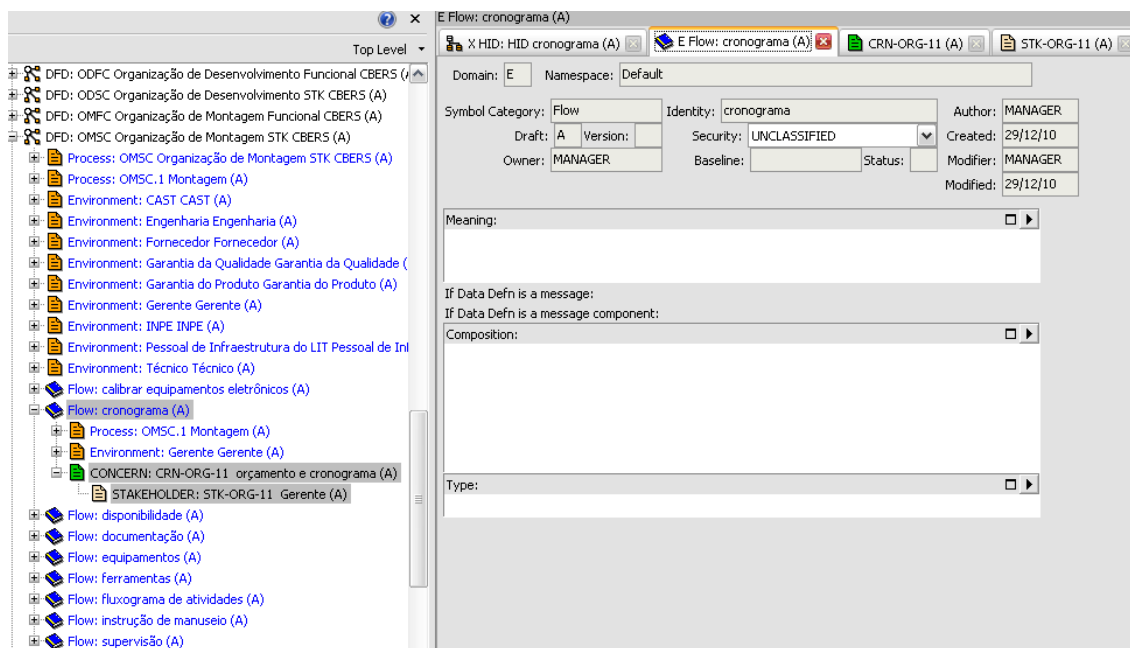 E Flow: cronograma (A)
Top Level
X HID: HID cronograma (A)
E Flow: cronograma (A)
CRN-ORG-11 (A)
STK-ORG-11 (A)
DFD: ODFC Organização de Desenvolvimento Funcional CBERS (
DFD: ODSC Organização de Desenvolvimento STK CBERS (A)
DFD: OMFC Organização de Montagem Funcional CBERS (A)
DFD: OMSC Organização de Montagem STK CBERS (A)
Process: OMSC Organização de Montagem STK CBERS (A)
Process: OMSC.1 Montagem (A)
Environment: CAST CAST (A)
Environment: Engenharia Engenharia (A)
Environment: Fornecedor Fornecedor (A)
Environment: Garantia da Qualidade Garantia da Qualidade (
Environment: Garantia do Produto Garantia do Produto (A)
Environment: Gerente Gerente (A)
Environment: INPE INPE (A)
Environment: Pessoal de Infraestrutura do LIT Pessoal de
Environment: Técnico Técnico (A)
Flow: calibrar equipamentos eletrônicos (A)
Flow: cronograma (A)
Process: OMSC.1 Montagem (A)
Environment: Gerente Gerente (A)
CONCERN: CRN-ORG-11 orçamento e cronograma (A)
STAKEHOLDER: STK-ORG-11 Gerente (A)
Flow: disponibilidade (A)
Flow: documentação (A)
Flow: equipamentos (A)
Flow: ferramentas (A)
Flow: fluxograma de atividades (A)
Flow: instrução de manuseio (A)
Flow: supervisão (A)
Domain: E Namespace: Default
Symbol Category: Flow Identity: cronograma Author: MANAGER
Draft: A Version: Security: UNCLASSIFIED Created: 29/12/10
Owner: MANAGER Baseline: Status: Modifier: MANAGER
Modified: 29/12/10
Meaning:
If Data Defn is a message:
If Data Defn is a message component:
Composition:
Type: